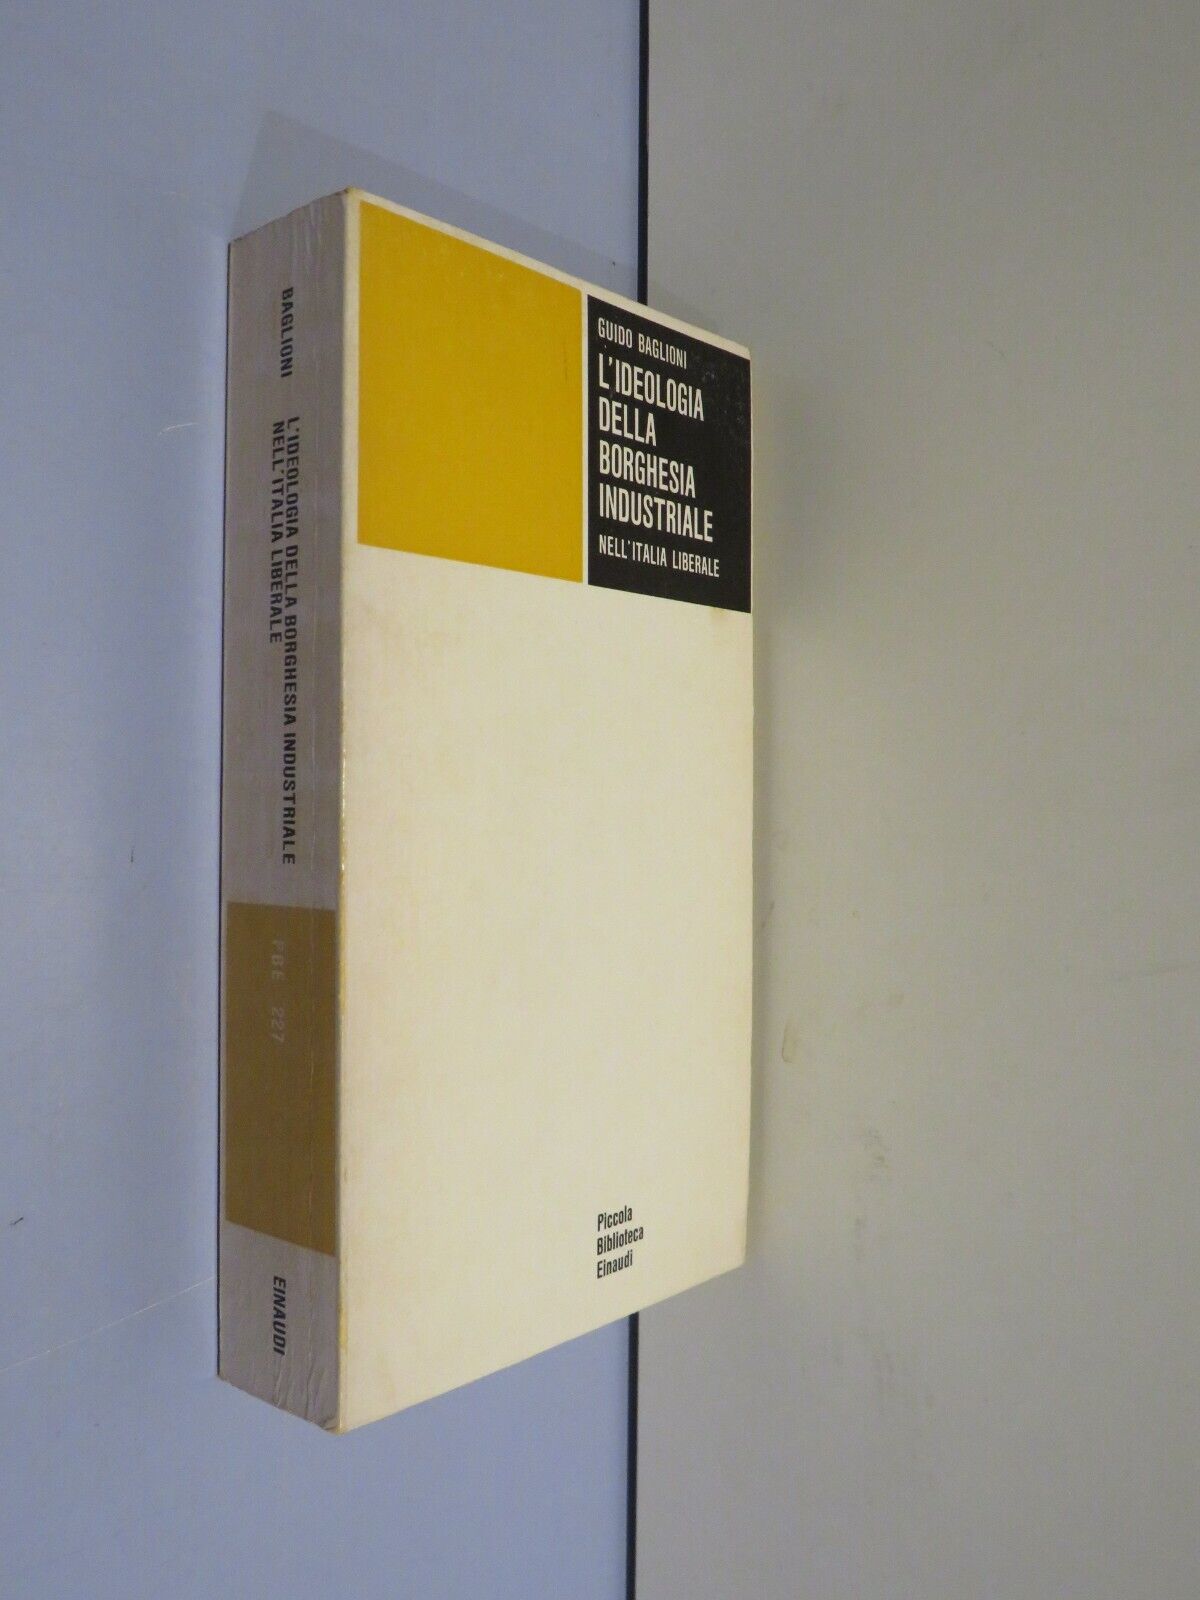 GUIDO BAGLIONI
L'IDEOLOGIA
DELLA
BORGHESIA
INDUSTRIALE
NELL'ITALIA LIBERALE
Piccola
Biblioteca
Einaudi
BAGLIONI
L'IDEOLOGIA DELLA BORGHESIA INDUSTRIALE
NELL'ITALIA LIBERALE
PBE 227
EINAUDI